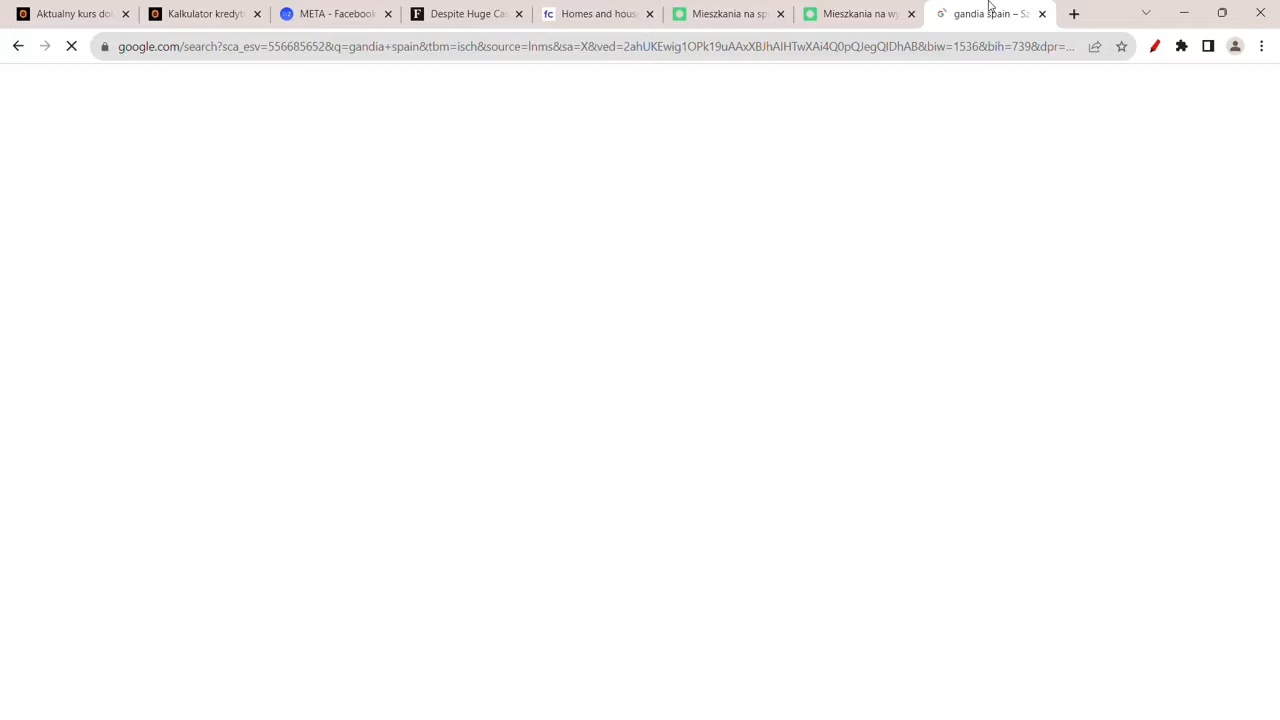 Aktualny kurs dol
Kalkulator kredyt
META - Facebook
Despite Huge Ca
Homes and hous
Mieszkania na sp
Mieszkania na wy
gandia spain – Sz
google.com/search?sca_esv=556685652&q=gandia+spain&tbm=isch&source=lnms&sa=X&ved=2ahUKEwig1OPk19uAAxXBJhAIHTwXAi4Q0pQJegQIDhAB&biw=1536&bih=739&dpr=...